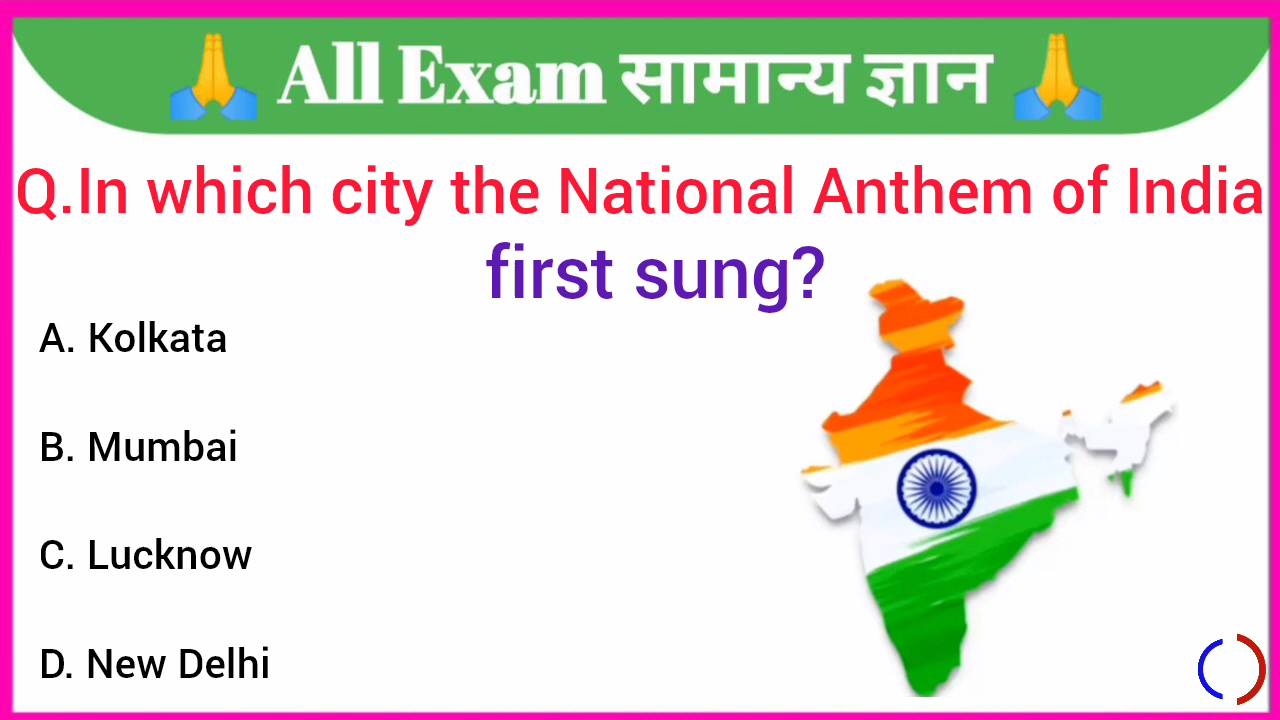 🙏 All Exam सामान्य ज्ञान 🙏
Q.In which city the National Anthem of India
first sung?
A. Kolkata
B. Mumbai
C. Lucknow
D. New Delhi